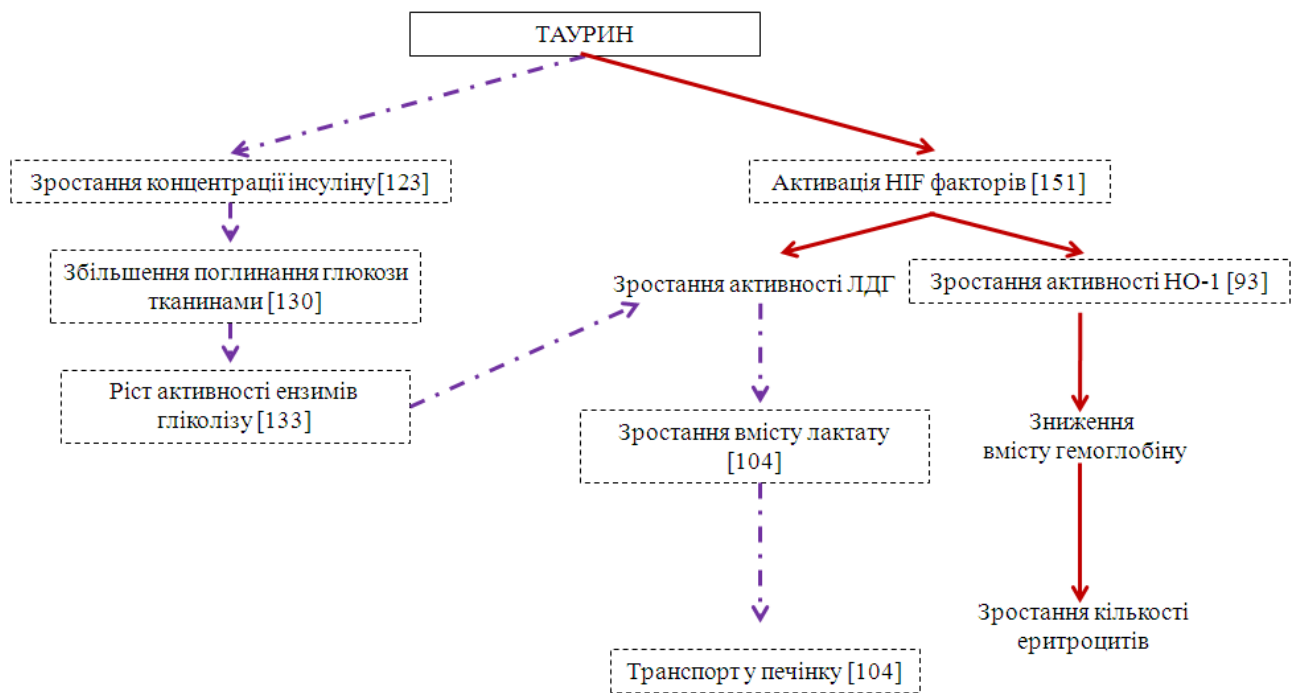 ТАУРИН
Зростання концентрації інсуліну[123]
Активація HIF факторів [151]
Збільшення поглинання глюкози
тканинами [130]
Зростання активності ЛДГ
Зростання активності НО-1 [93]
Ріст активності ензимів
гліколізу [133]
Зростання вмісту лактату
[104]
Зниження
вмісту гемоглобіну
Зростання кількості
еритроцитів
Транспорт у печінку [104]